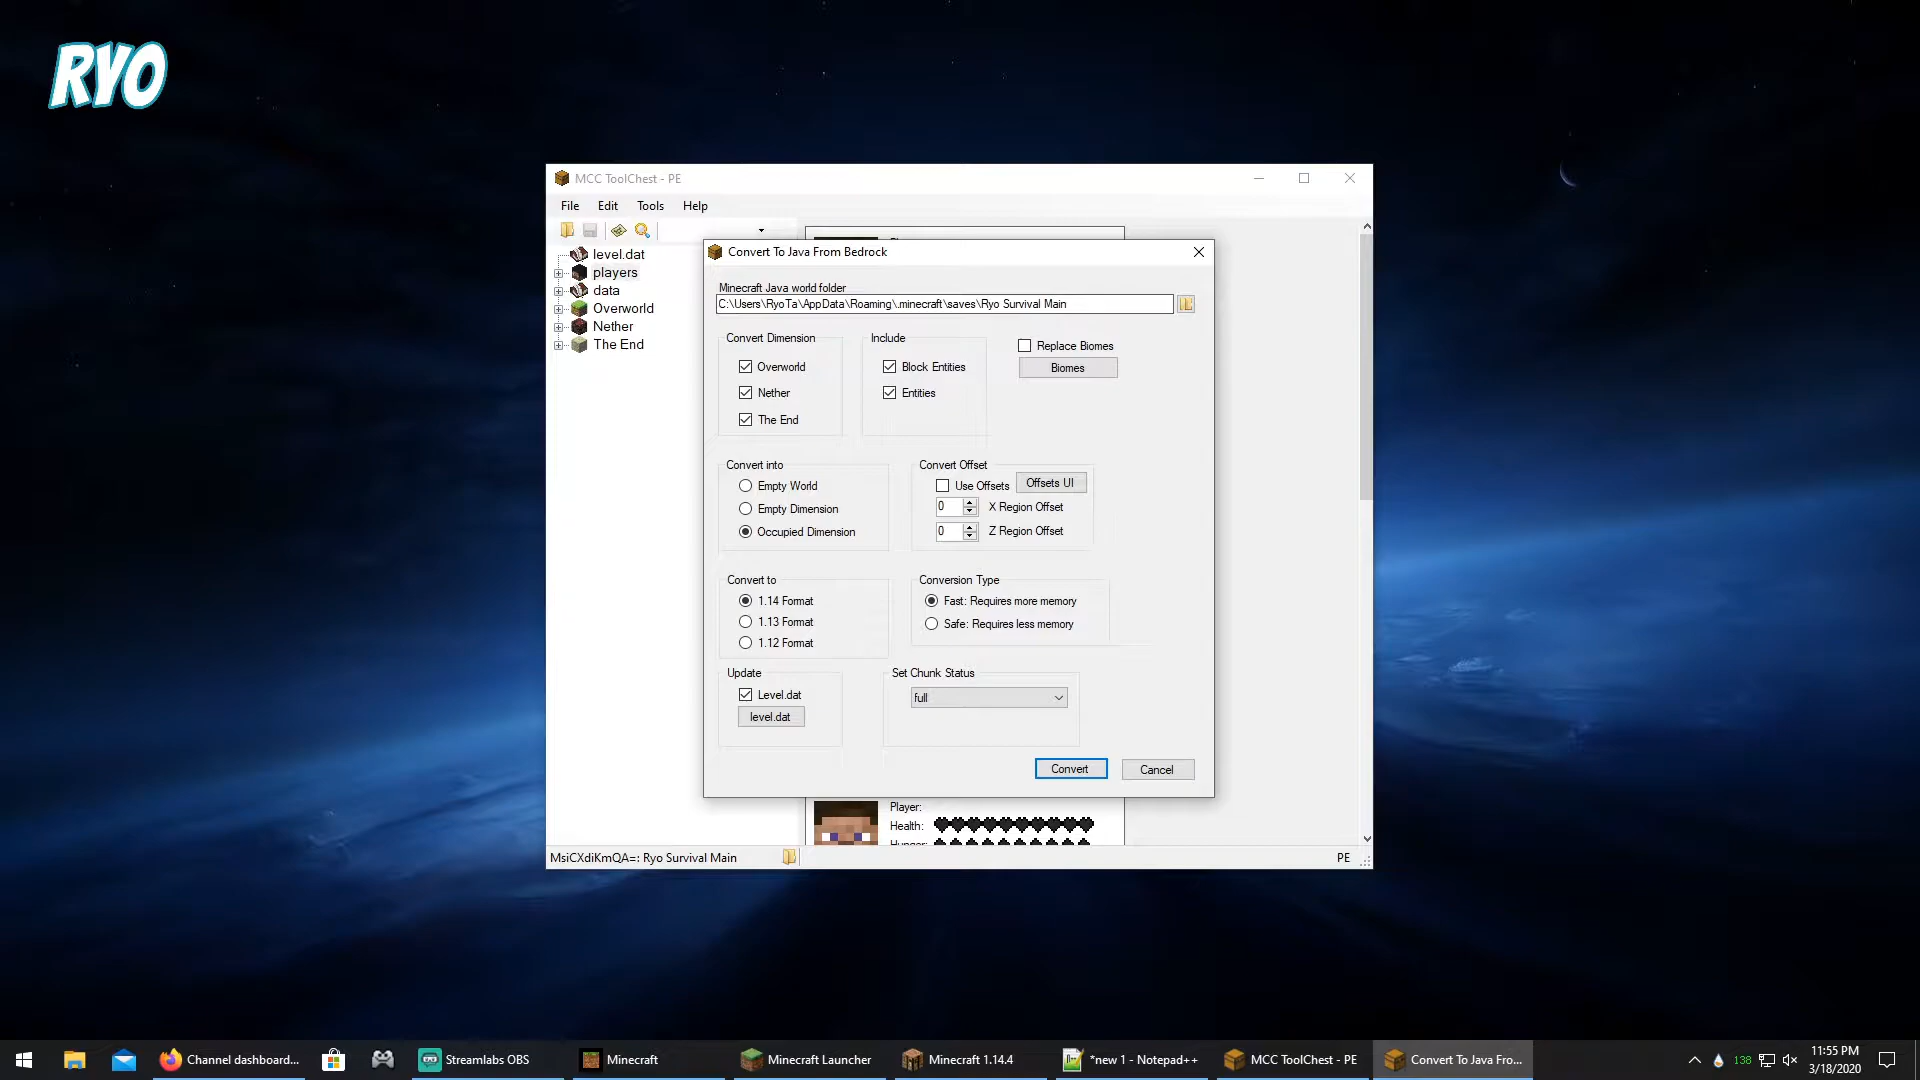 RYO
MCC ToolChest - PE
File Edit Tools Help
level.dat
players
data
Overworld
Nether
The End
Convert To Java From Bedrock
Minecraft Java world folder
C:\Users\RyoTa\AppData\Roaming\.minecraft\saves\Ryo Survival Main
Convert Dimension
Overworld
Nether
The End
Include
Block Entities
Entities
Replace Biomes
Biomes
Convert into
Empty World
Empty Dimension
Occupied Dimension
Convert Offset
Use Offsets Offsets UI
0 X Region Offset
0 Z Region Offset
Convert to
1.14 Format
1.13 Format
1.12 Format
Conversion Type
Fast: Requires more memory
Safe: Requires less memory
Update
Level.dat
level.dat
Set Chunk Status
full
Convert Cancel
Player:
Health:
Hunger:
MsiCXdiKmQA=: Ryo Survival Main PE
Channel dashboard... Streamlabs OBS Minecraft Minecraft Launcher Minecraft 1.14.4 *new 1 - Notepad++ MCC ToolChest - PE Convert To Java Fro... 138
11:55 PM
3/18/2020